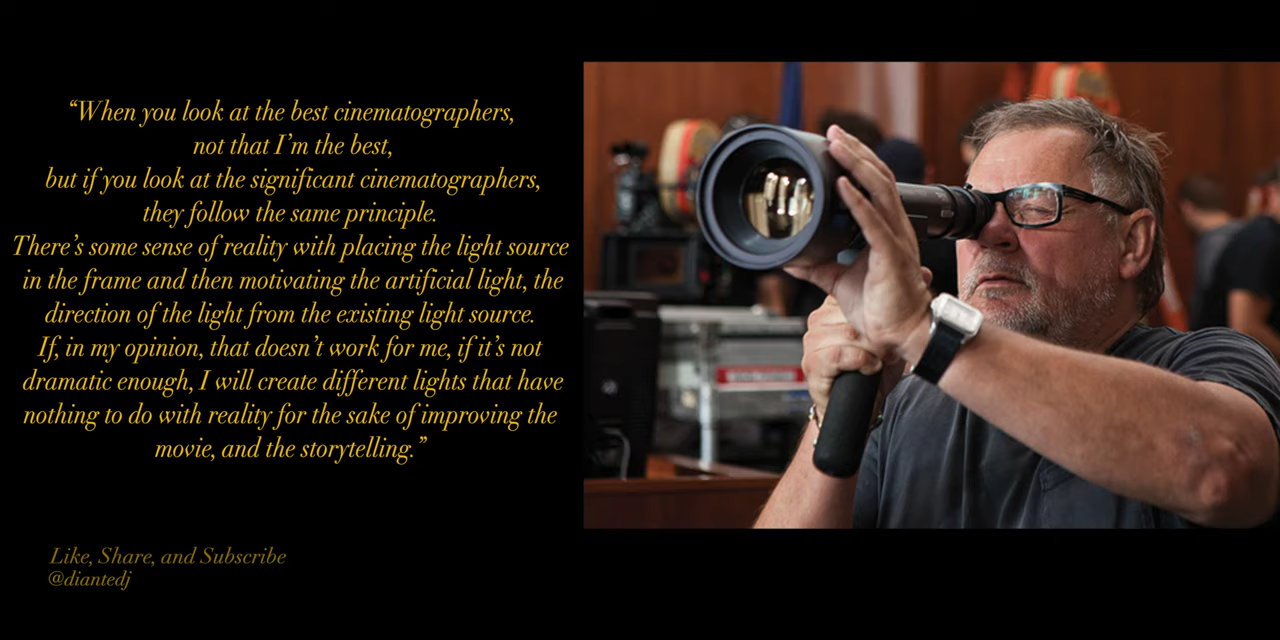 “When you look at the best cinematographers,
not that I’m the best,
but if you look at the significant cinematographers,
they follow the same principle.
There’s some sense of reality with placing the light source
in the frame and then motivating the artificial light, the
direction of the light from the existing light source.
If, in my opinion, that doesn’t work for me, if it’s not
dramatic enough, I will create different lights that have
nothing to do with reality for the sake of improving the
movie, and the storytelling.”
Like, Share, and Subscribe
@diantedj